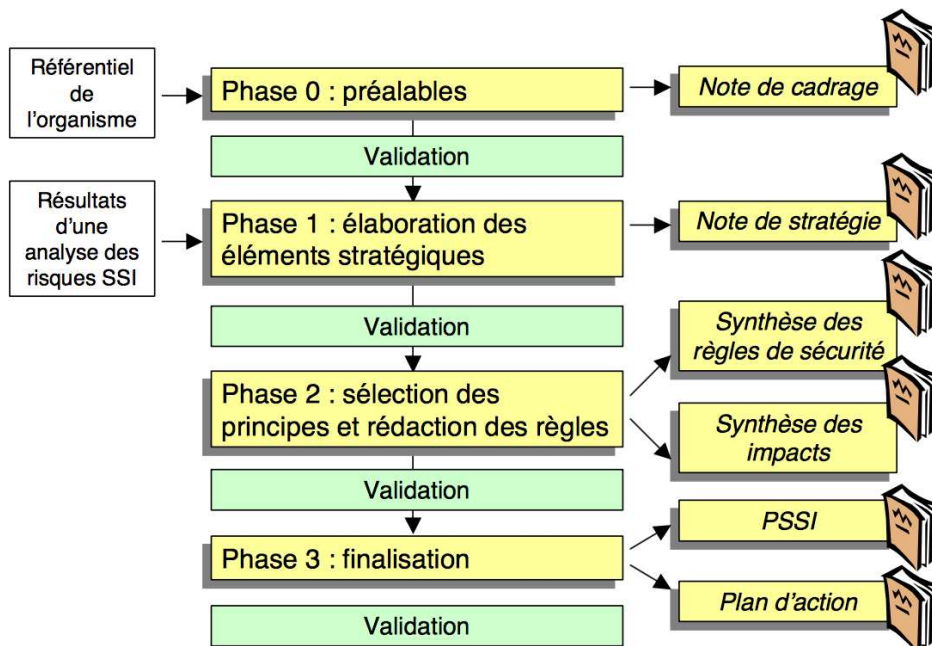 Référentiel
de
l'organisme
Phase 0 : préalables
Note de cadrage
Validation
Résultats
d'une
analyse des
risques SSI
Phase 1 : élaboration des
éléments stratégiques
Note de stratégie
Validation
Synthèse des
règles de sécurité
Phase 2 : sélection des
principes et rédaction des règles
Synthèse des
impacts
Validation
PSSI
Phase 3 : finalisation
Plan d'action
Validation